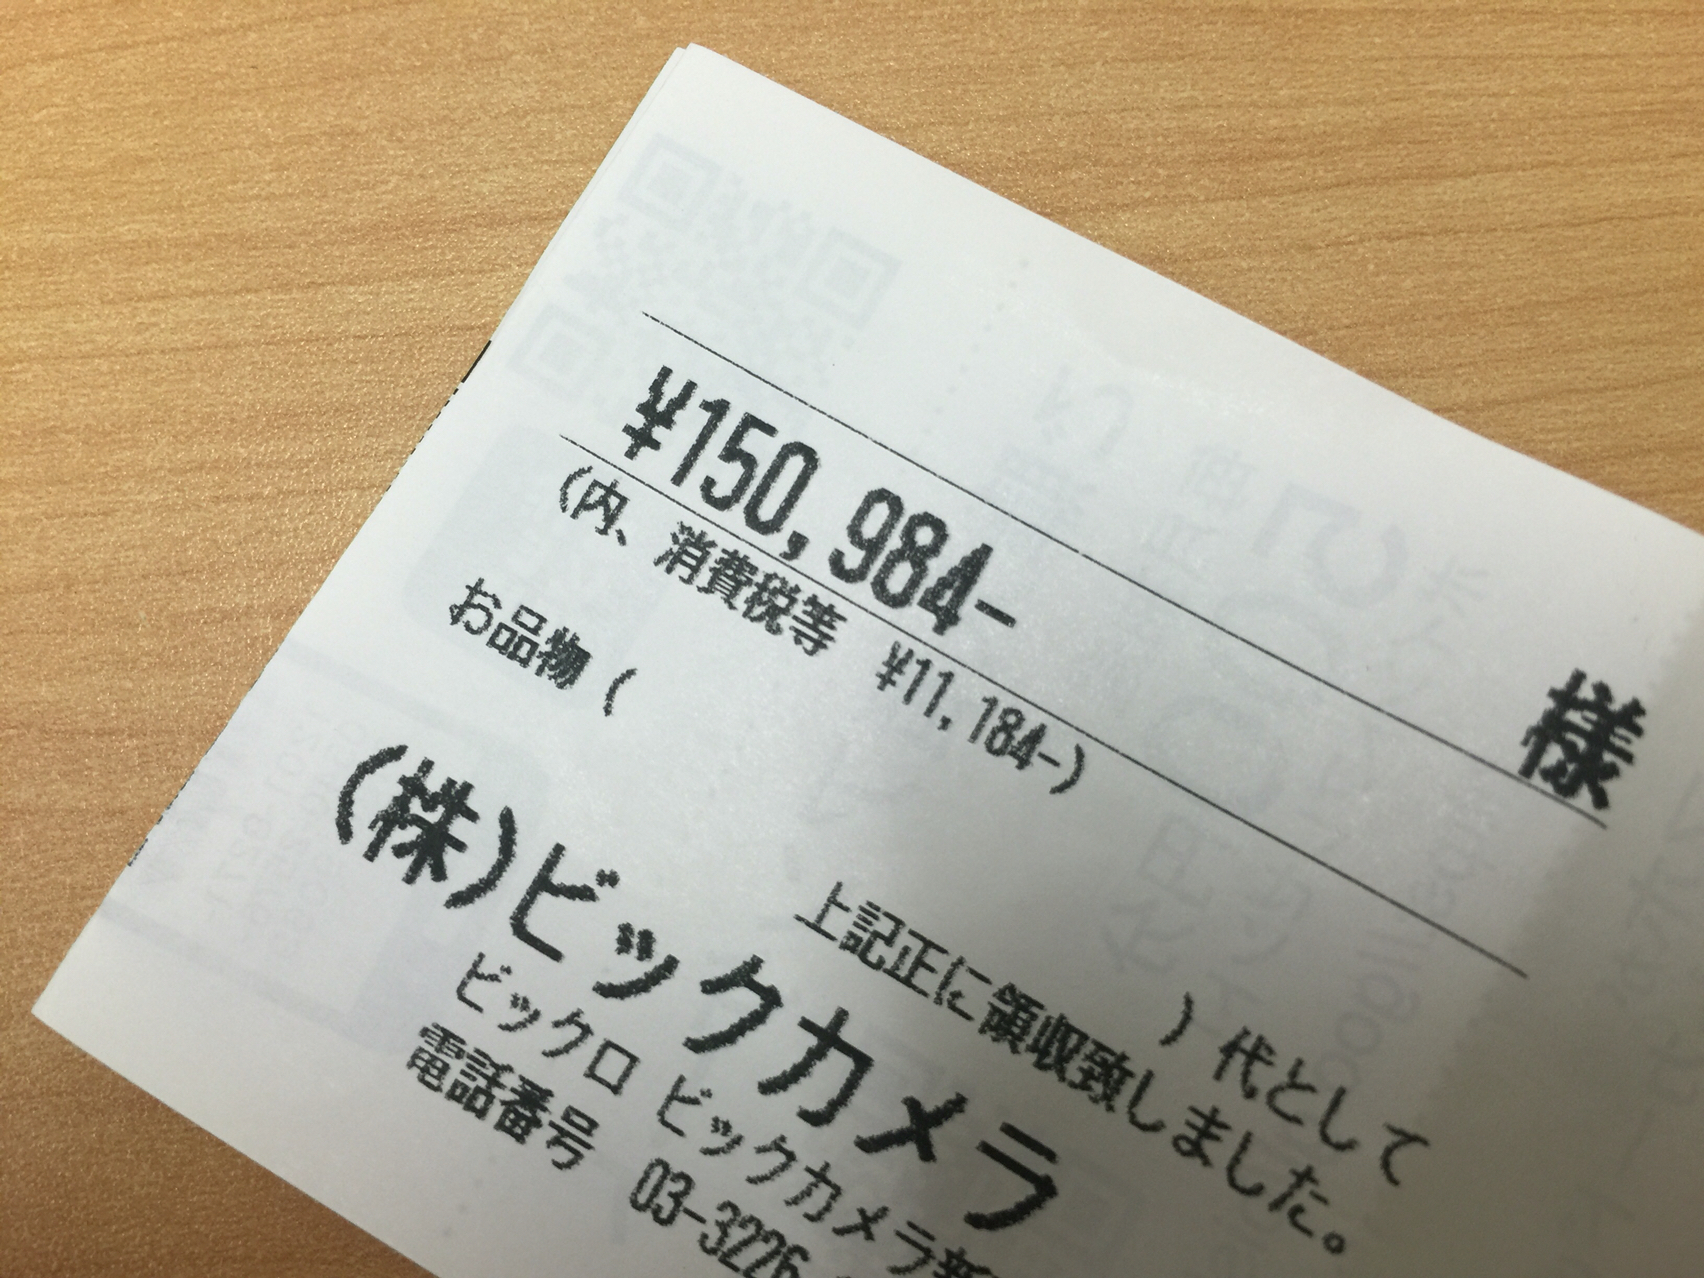 様
¥150,984-
(内、消費税等 ¥11,184-)
お品物 (
) 代として
上記正に領収致しました。
(株)ビックカメラ
ビックロ ビックカメラ新
電話番号 03-3226